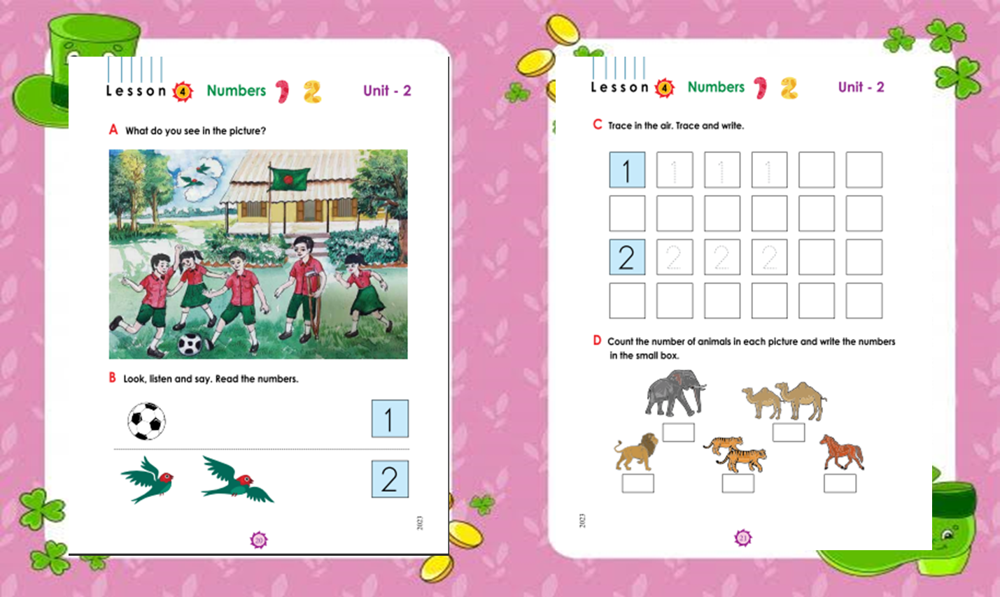 Lesson 4 Numbers 1 2 Unit - 2
A What do you see in the picture?
B Look, listen and say. Read the numbers.
1
2
2023
20
Lesson 4 Numbers 1 2 Unit - 2
C Trace in the air. Trace and write.
1 1 1 1
2 2 2 2
D Count the number of animals in each picture and write the numbers
in the small box.
2023
21